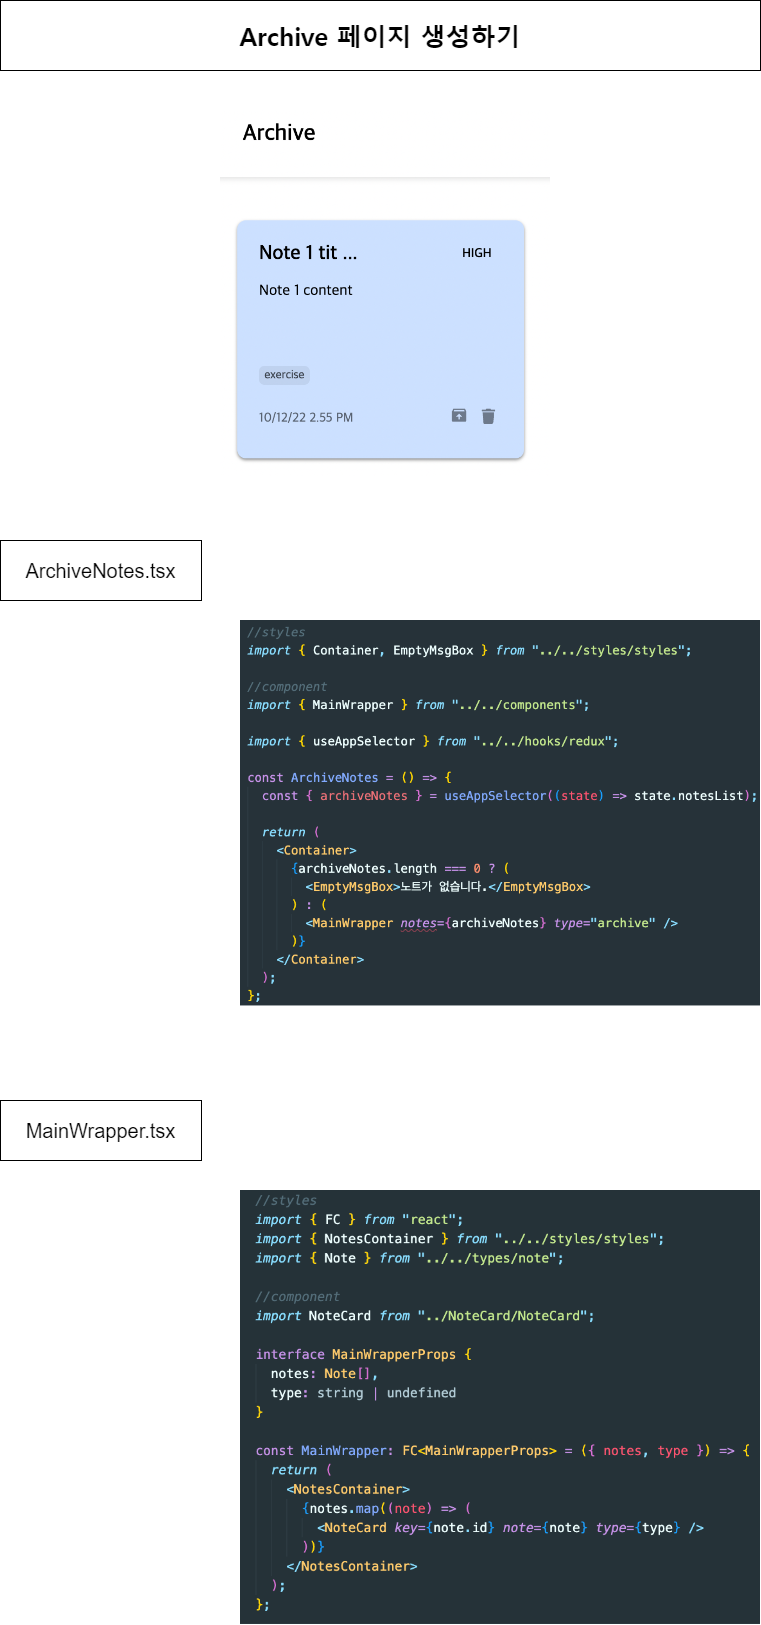 Archive 페이지 생성하기
Archive
Note 1 tit ...
HIGH
Note 1 content
exercise
10/12/22 2.55 PM
ArchiveNotes.tsx
//styles
import { Container, EmptyMsgBox } from "../../styles/styles";
//component
import { MainWrapper } from "../../components";
import { useAppSelector } from "../../hooks/redux";
const ArchiveNotes = () => {
  const { archiveNotes } = useAppSelector((state) => state.notesList);
  return (
    <Container>
      {archiveNotes.length === 0 ? (
        <EmptyMsgBox>노트가 없습니다.</EmptyMsgBox>
      ) : (
        <MainWrapper notes={archiveNotes} type="archive" />
      )}
    </Container>
  );
};
MainWrapper.tsx
//styles
import { FC } from "react";
import { NotesContainer } from "../../styles/styles";
import { Note } from "../../types/note";
//component
import NoteCard from "../NoteCard/NoteCard";
interface MainWrapperProps {
  notes: Note[],
  type: string | undefined
}
const MainWrapper: FC<MainWrapperProps> = ({ notes, type }) => {
  return (
    <NotesContainer>
      {notes.map((note) => (
        <NoteCard key={note.id} note={note} type={type} />
      ))}
    </NotesContainer>
  );
};